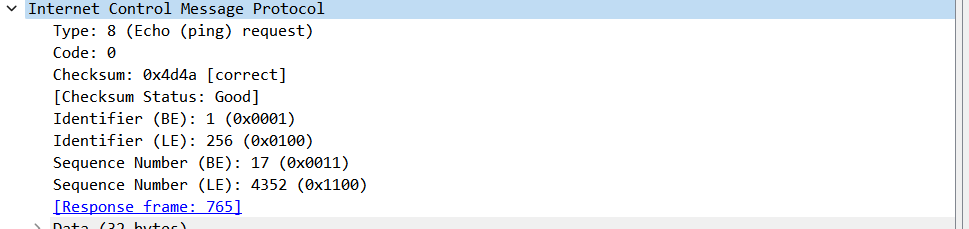 Internet Control Message Protocol
Type: 8 (Echo (ping) request)
Code: 0
Checksum: 0x4d4a [correct]
[Checksum Status: Good]
Identifier (BE): 1 (0x0001)
Identifier (LE): 256 (0x0100)
Sequence Number (BE): 17 (0x0011)
Sequence Number (LE): 4352 (0x1100)
[Response frame: 765]
Data (32 bytes)